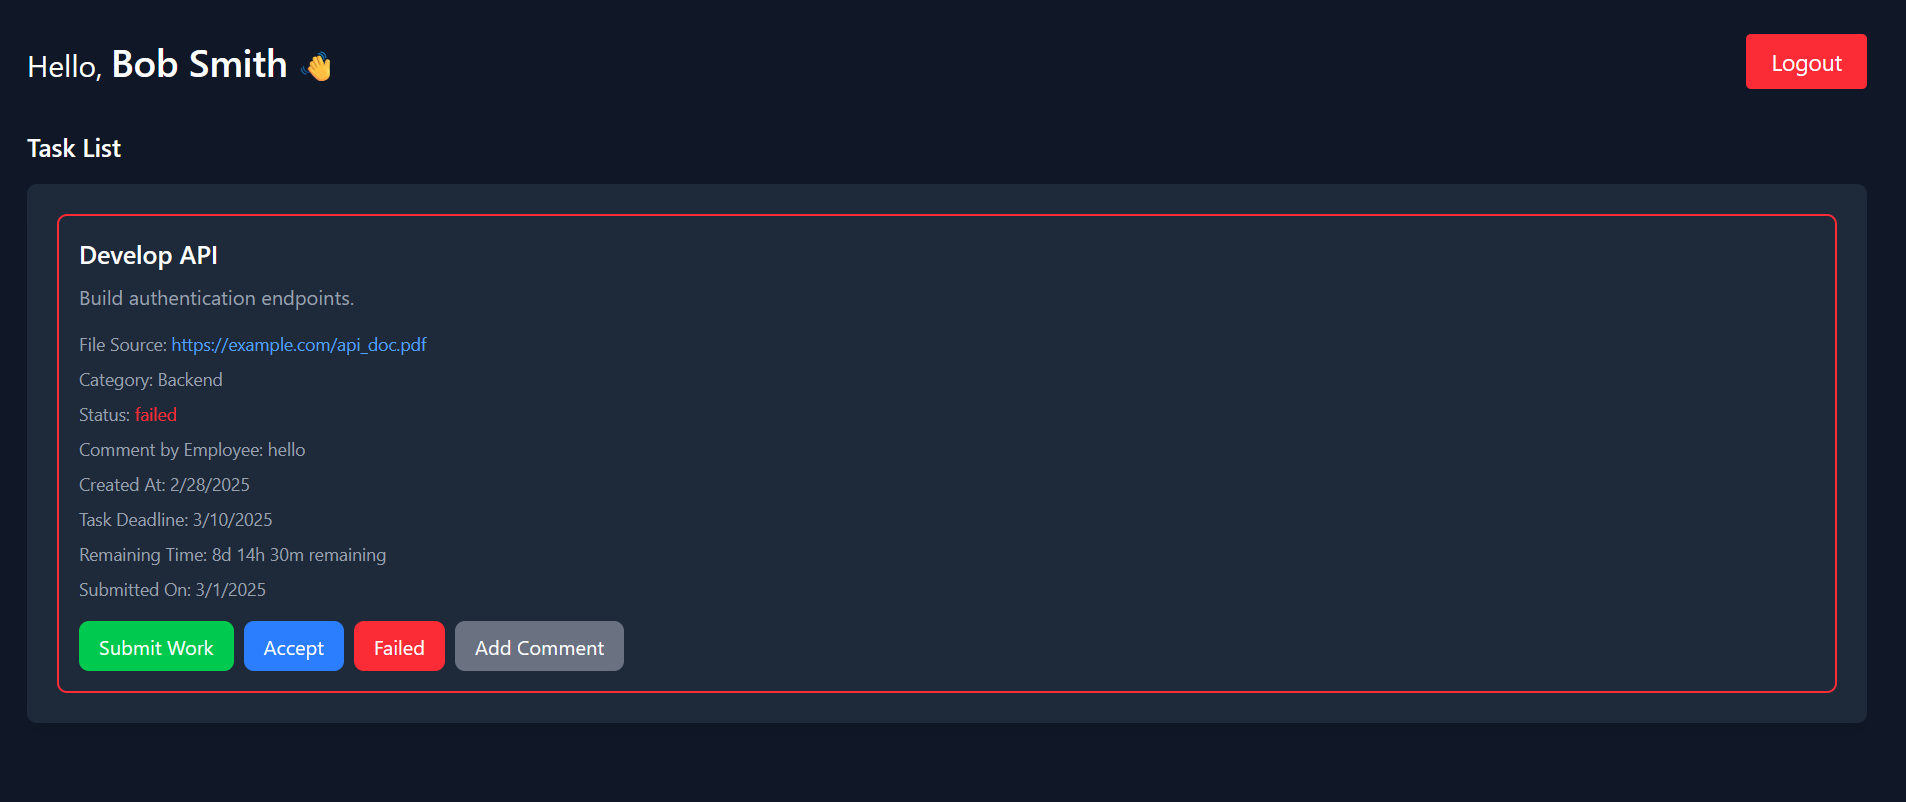 Hello, Bob Smith 👋
Logout
Task List
Develop API
Build authentication endpoints.
File Source: https://example.com/api_doc.pdf
Category: Backend
Status: failed
Comment by Employee: hello
Created At: 2/28/2025
Task Deadline: 3/10/2025
Remaining Time: 8d 14h 30m remaining
Submitted On: 3/1/2025
Submit Work
Accept
Failed
Add Comment